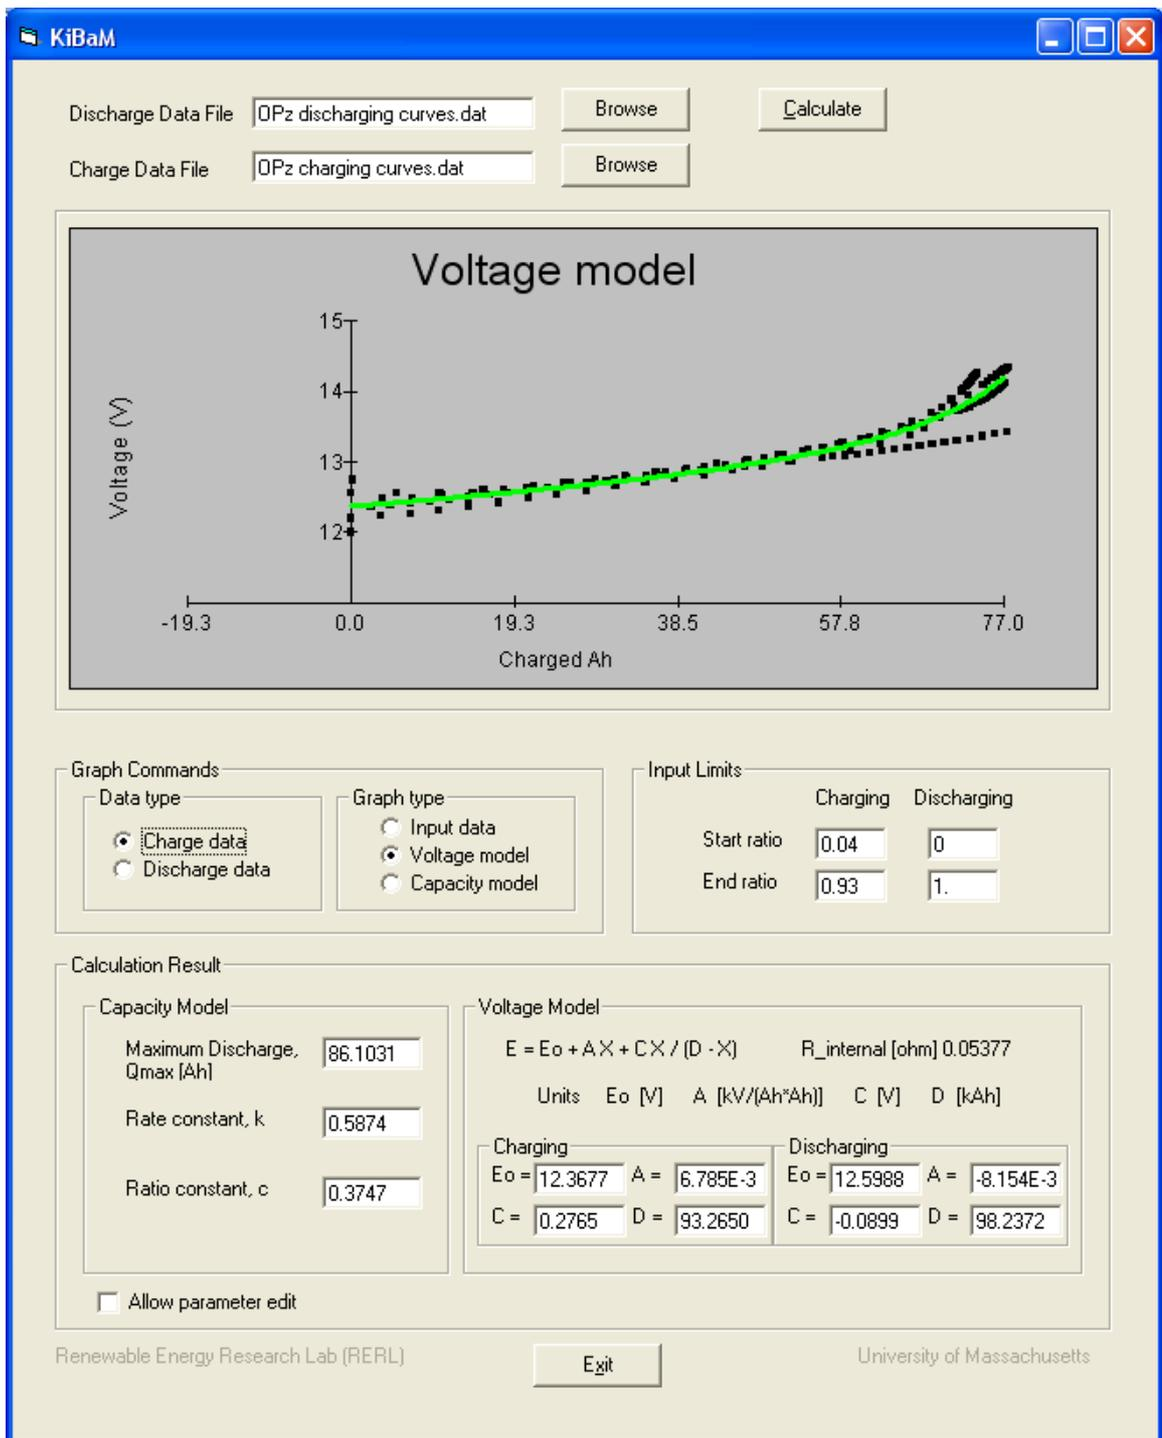 KiBaM
Discharge Data File OPz discharging curves.dat Browse Calculate
Charge Data File OPz charging curves.dat Browse
Voltage model
15
14
13
12
Voltage (V)
-19.3 0.0 19.3 38.5 57.8 77.0
Charged Ah
Graph Commands
Data type
Charge data
Discharge data
Graph type
Input data
Voltage model
Capacity model
Input Limits
Charging Discharging
Start ratio 0.04 0
End ratio 0.93 1.
Calculation Result
Capacity Model
Maximum Discharge,
Qmax [Ah] 86.1031
Rate constant, k 0.5874
Ratio constant, c 0.3747
Voltage Model
E = Eo + A X + C X / (D - X) R_internal [ohm] 0.05377
Units Eo [V] A [kV/(Ah*Ah)] C [V] D [kAh]
Charging
Eo = 12.3677 A = 6.785E-3
C = 0.2765 D = 93.2650
Discharging
Eo = 12.5988 A = -8.154E-3
C = -0.0899 D = 98.2372
Allow parameter edit
Renewable Energy Research Lab (RERL) Exit University of Massachusetts